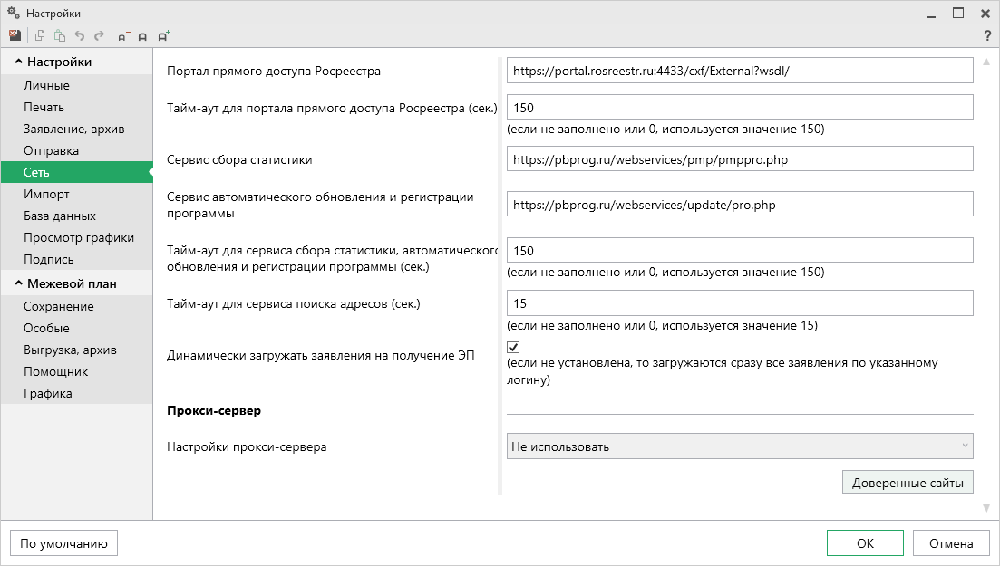 Настройки
?
Настройки
Личные
Печать
Заявление, архив
Отправка
Сеть
Импорт
База данных
Просмотр графики
Подпись
Межевой план
Сохранение
Особые
Выгрузка, архив
Помощник
Графика
Портал прямого доступа Росреестра
https://portal.rosreestr.ru:4433/cxf/External?wsdl/
Тайм-аут для портала прямого доступа Росреестра (сек.)
150
(если не заполнено или 0, используется значение 150)
Сервис сбора статистики
https://pbprog.ru/webservices/pmp/pmppro.php
Сервис автоматического обновления и регистрации
программы
https://pbprog.ru/webservices/update/pro.php
Тайм-аут для сервиса сбора статистики, автоматического
обновления и регистрации программы (сек.)
150
(если не заполнено или 0, используется значение 150)
Тайм-аут для сервиса поиска адресов (сек.)
15
(если не заполнено или 0, используется значение 15)
Динамически загружать заявления на получение ЭП
(если не установлена, то загружаются сразу все заявления по указанному
логину)
Прокси-сервер
Настройки прокси-сервера
Не использовать
Доверенные сайты
По умолчанию
ОК
Отмена